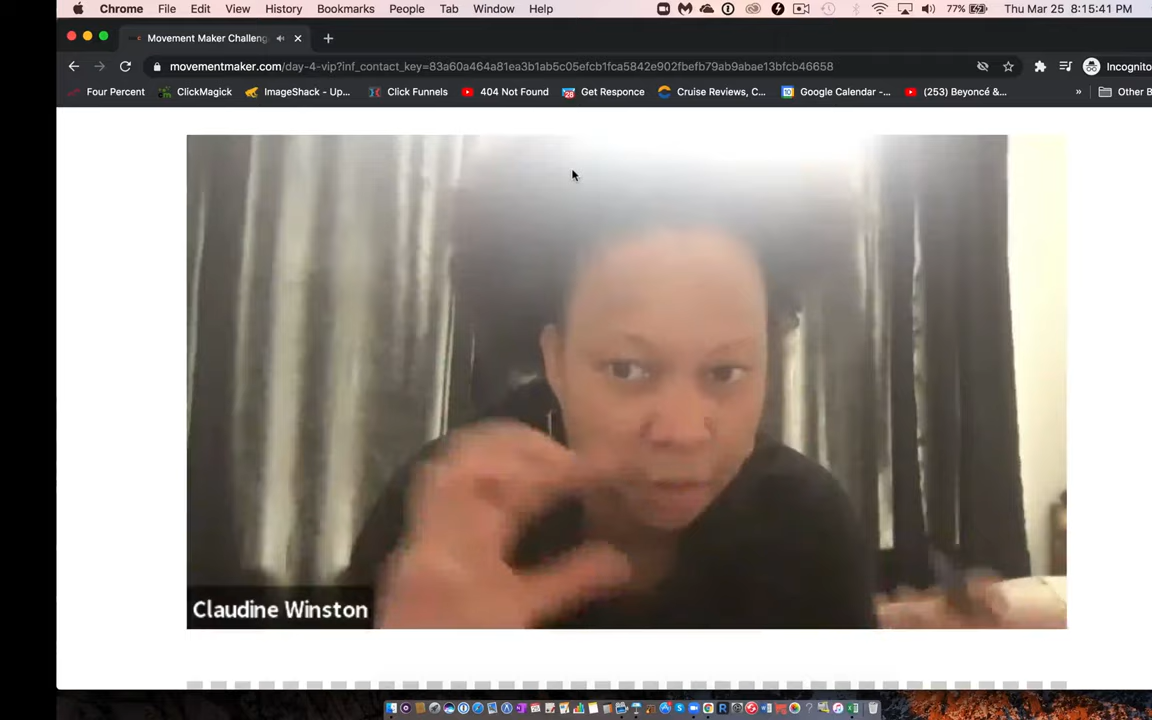 Chrome File Edit View History Bookmarks People Tab Window Help 77% Thu Mar 25 8:15:41 PM
Movement Maker Challeng
movementmaker.com/day-4-vip?inf_contact_key=83a60a464a81ea3b1ab5c05efcb1fca5842e902fbefb79ab9abae13bfcb46658 Incognito
Four Percent ClickMagick ImageShack - Up... Click Funnels 404 Not Found Get Response Cruise Reviews, C... Google Calendar -... (253) Beyoncé &... » Other B
Claudine Winston